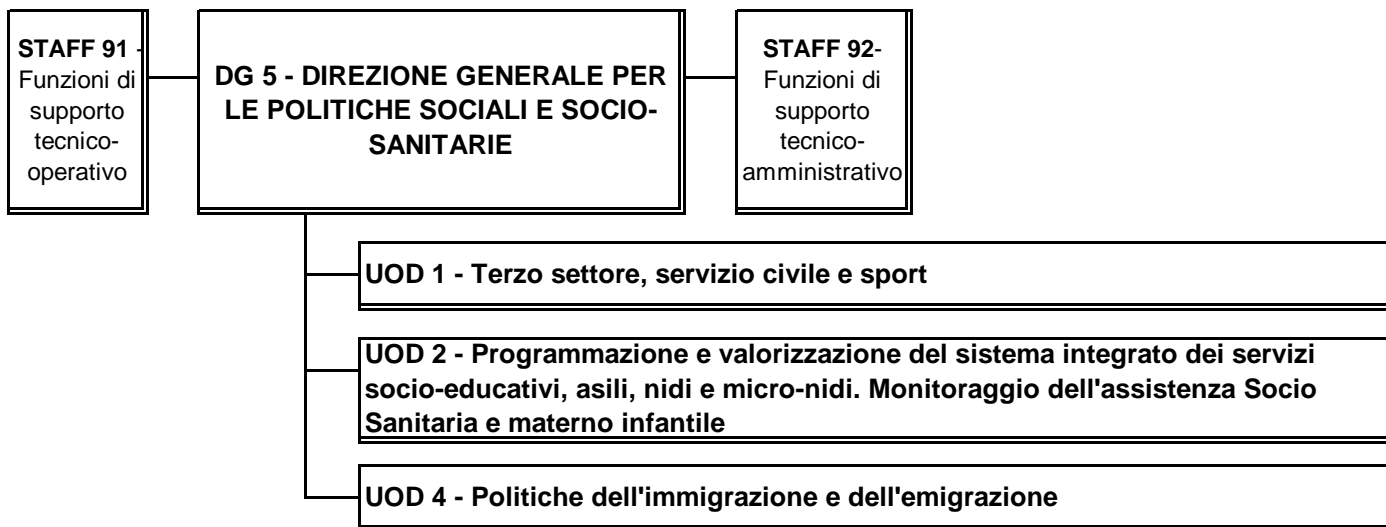 STAFF 91 -
Funzioni di
supporto
tecnico-
operativo
DG 5 - DIREZIONE GENERALE PER
LE POLITICHE SOCIALI E SOCIO-
SANITARIE
STAFF 92-
Funzioni di
supporto
tecnico-
amministrativo
UOD 1 - Terzo settore, servizio civile e sport
UOD 2 - Programmazione e valorizzazione del sistema integrato dei servizi
socio-educativi, asili, nidi e micro-nidi. Monitoraggio dell'assistenza Socio
Sanitaria e materno infantile
UOD 4 - Politiche dell'immigrazione e dell'emigrazione